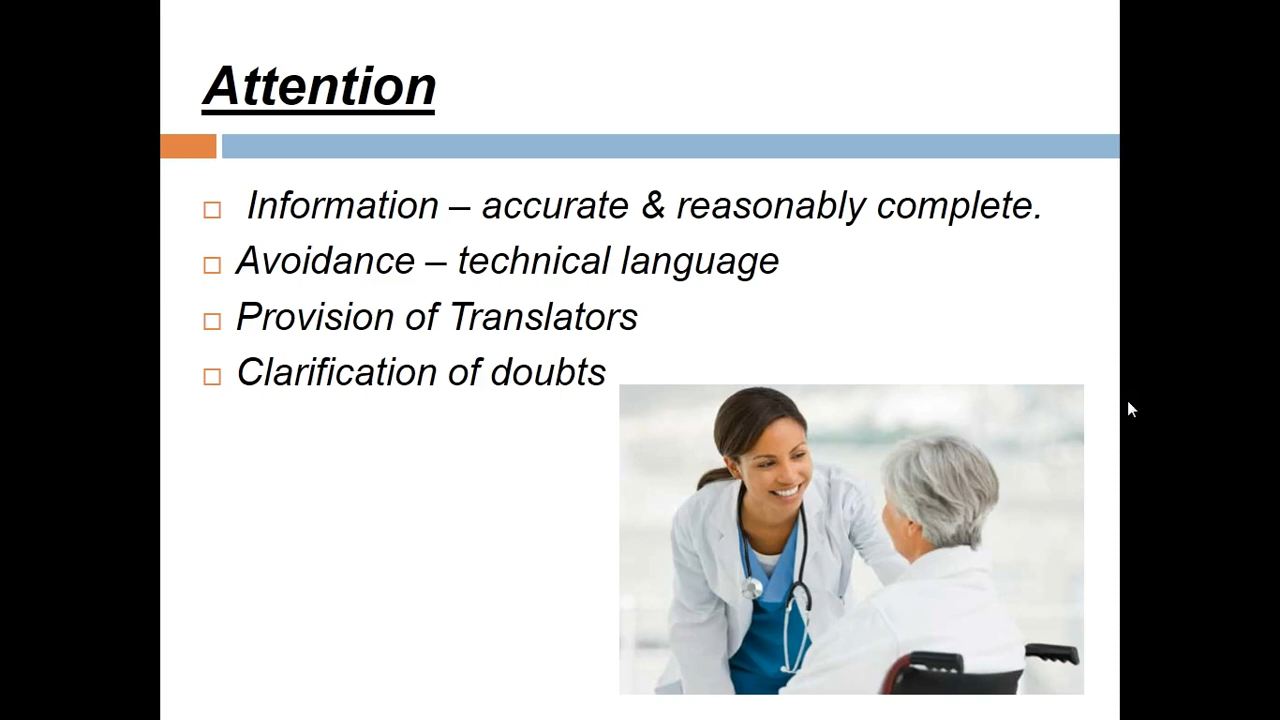 Attention
Information – accurate & reasonably complete.
Avoidance – technical language
Provision of Translators
Clarification of doubts